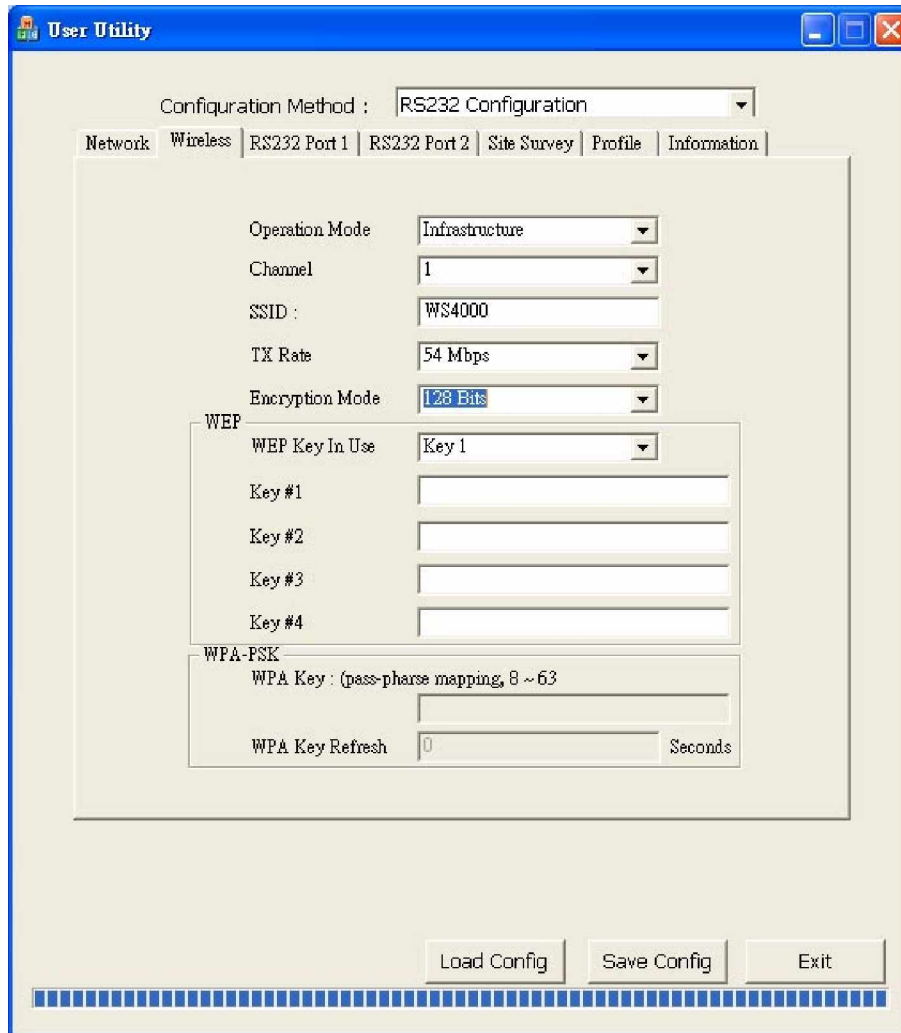 User Utility
Configuration Method : RS232 Configuration
Network Wireless RS232 Port 1 RS232 Port 2 Site Survey Profile Information
Operation Mode Infrastructure
Channel 1
SSID : WS4000
TX Rate 54 Mbps
Encryption Mode 128 Bits
WEP
WEP Key In Use Key 1
Key #1
Key #2
Key #3
Key #4
WPA-PSK
WPA Key : (pass-pharse mapping, 8 ~ 63
WPA Key Refresh 0 Seconds
Load Config Save Config Exit